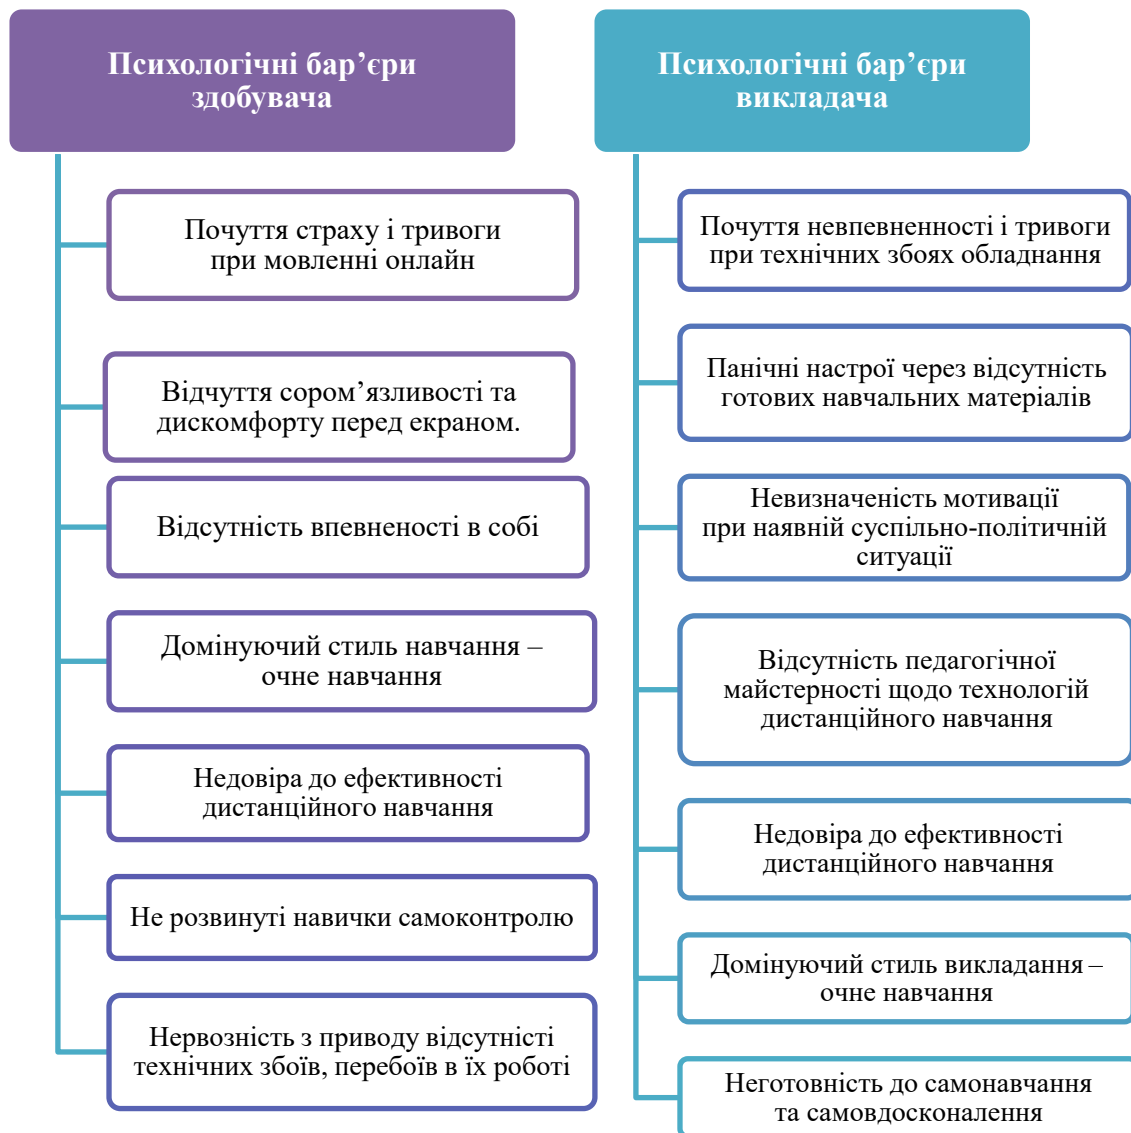 Психологічні бар’єри
здобувача
Почуття страху і тривоги
при мовленні онлайн
Відчуття сором’язливості та
дискомфорту перед екраном.
Відсутність впевненості в собі
Домінуючий стиль навчання –
очне навчання
Недовіра до ефективності
дистанційного навчання
Не розвинуті навички самоконтролю
Нервозність з приводу відсутністі
технічних збоїв, перебоїв в їх роботі
Психологічні бар’єри
викладача
Почуття невпевненності і тривоги
при технічних збоях обладнання
Панічні настрої через відсутність
готових навчальних матеріалів
Невизначеність мотивації
при наявній суспільно-політичній
ситуації
Відсутність педагогічної
майстерності щодо технологій
дистанційного навчання
Недовіра до ефективності
дистанційного навчання
Домінуючий стиль викладання –
очне навчання
Неготовність до самонавчання
та самовдосконалення